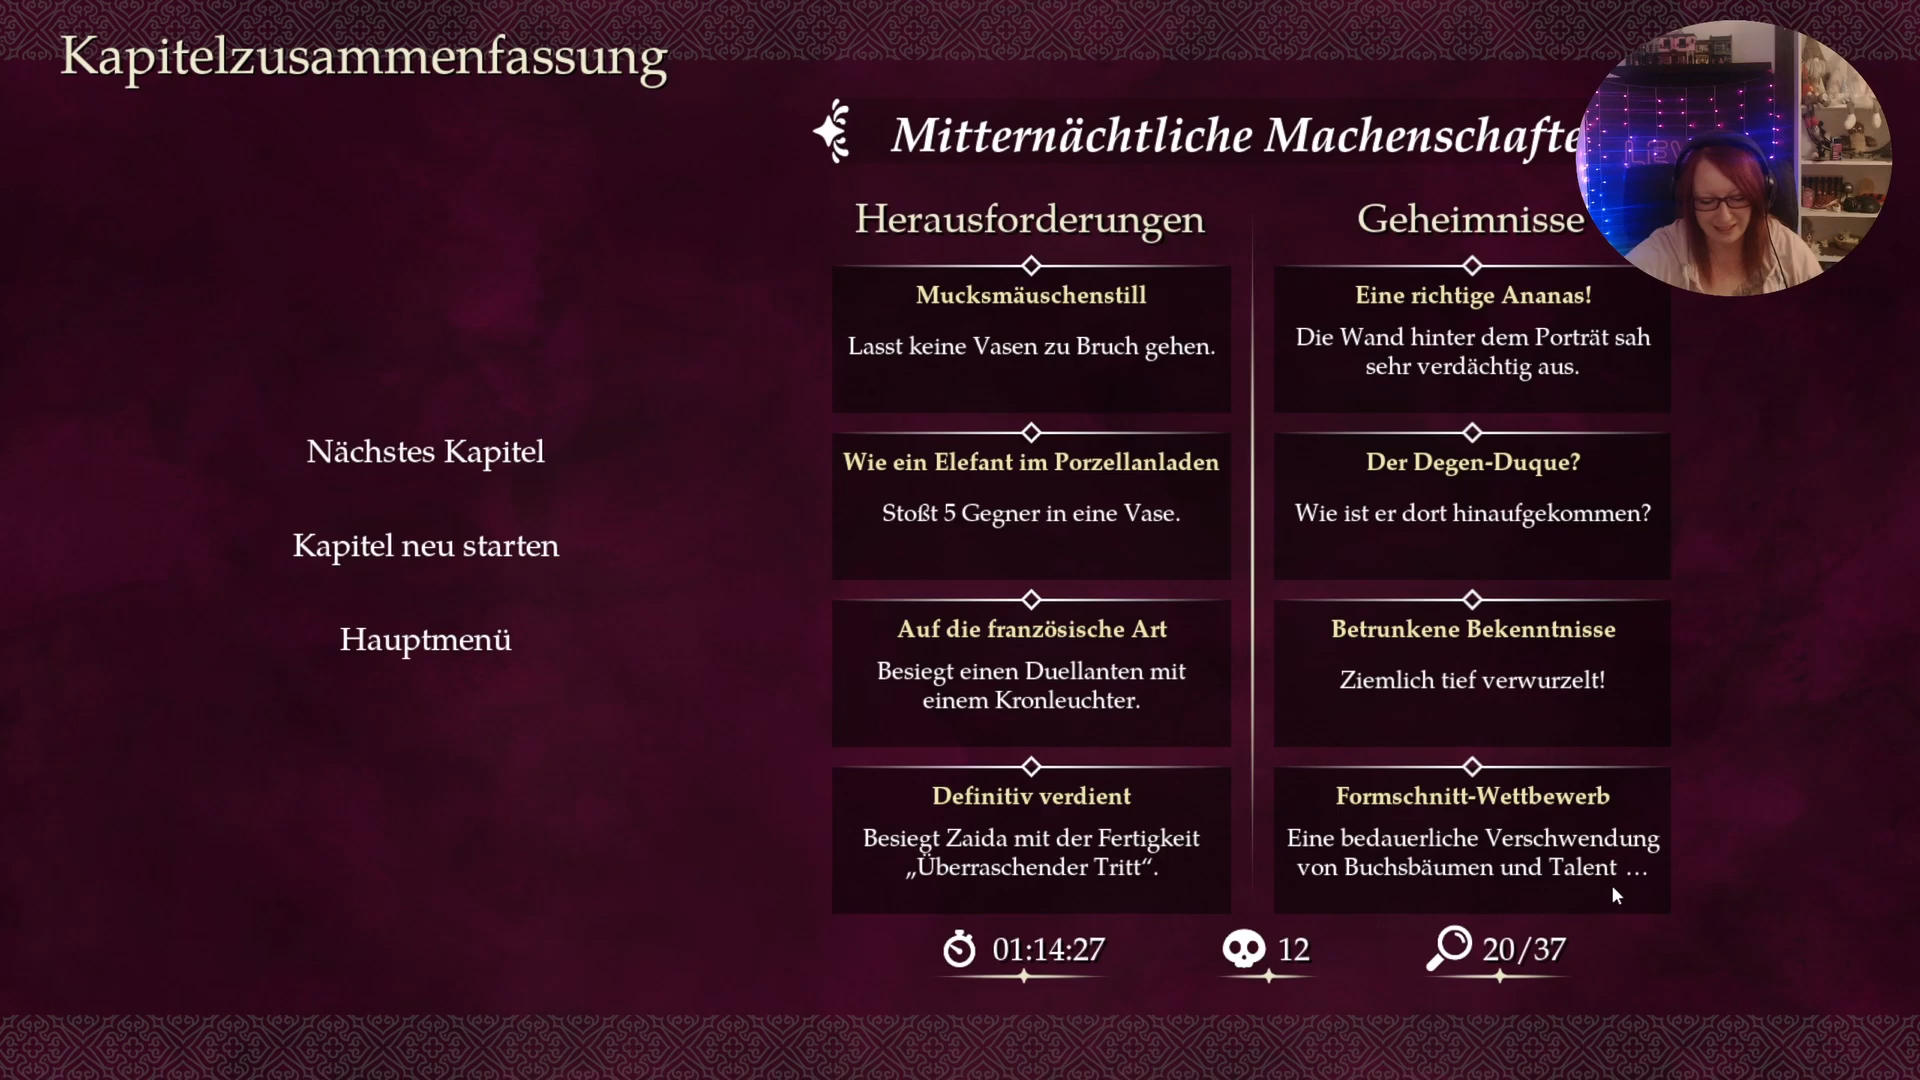 Kapitelzusammenfassung
Mitternächtliche Machenschafte
Nächstes Kapitel
Kapitel neu starten
Hauptmenü
Herausforderungen
Mucksmäuschenstill
Lasst keine Vasen zu Bruch gehen.
Wie ein Elefant im Porzellanladen
Stoßt 5 Gegner in eine Vase.
Auf die französische Art
Besiegt einen Duellanten mit
einem Kronleuchter.
Definitiv verdient
Besiegt Zaida mit der Fertigkeit
„Überraschender Tritt“.
Geheimnisse
Eine richtige Ananas!
Die Wand hinter dem Porträt sah
sehr verdächtig aus.
Der Degen-Duque?
Wie ist er dort hinaufgekommen?
Betrunkene Bekenntnisse
Ziemlich tief verwurzelt!
Formschnitt-Wettbewerb
Eine bedauerliche Verschwendung
von Buchsbäumen und Talent …
01:14:27
12
20/37